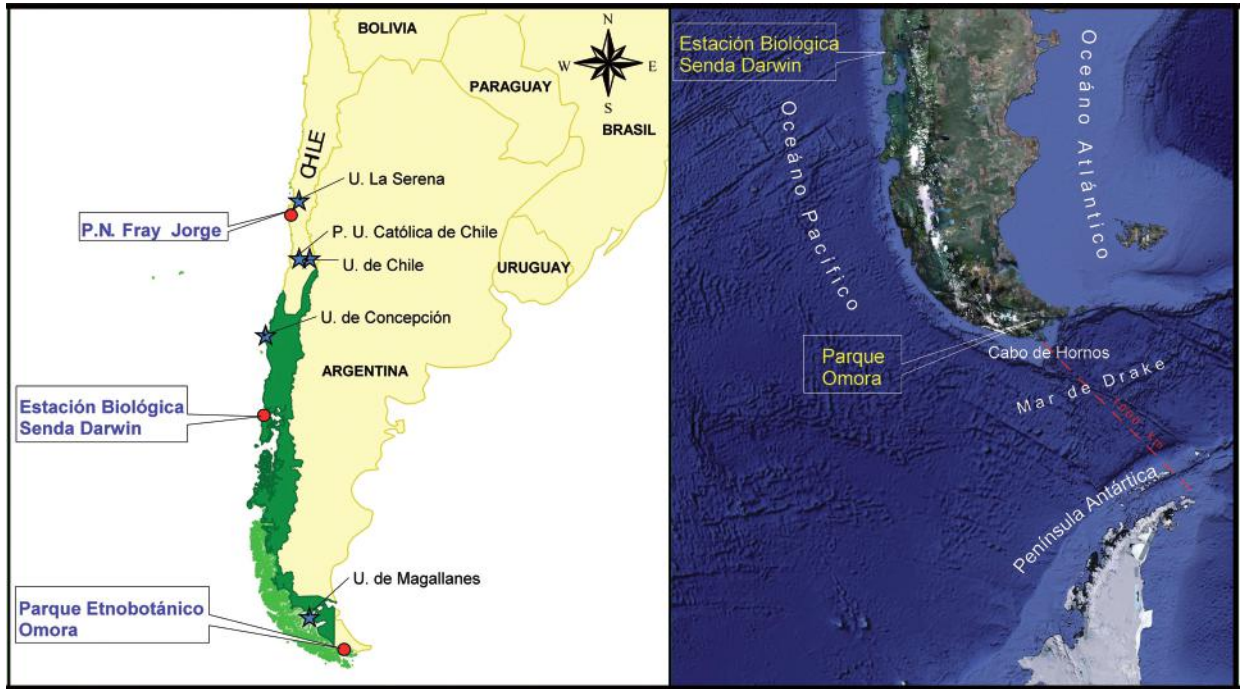 BOLIVIA
N
W
E
S
PARAGUAY
BRASIL
CHILE
U. La Serena
P.N. Fray Jorge
P. U. Católica de Chile
U. de Chile
URUGUAY
U. de Concepción
ARGENTINA
Estación Biológica
Senda Darwin
U. de Magallanes
Parque Etnobotánico
Omora
Estación Biológica
Senda Darwin
Océano Pacífico
Océano Atlántico
Parque
Omora
Cabo de Hornos
Mar de Drake
1000 km
Península Antártica